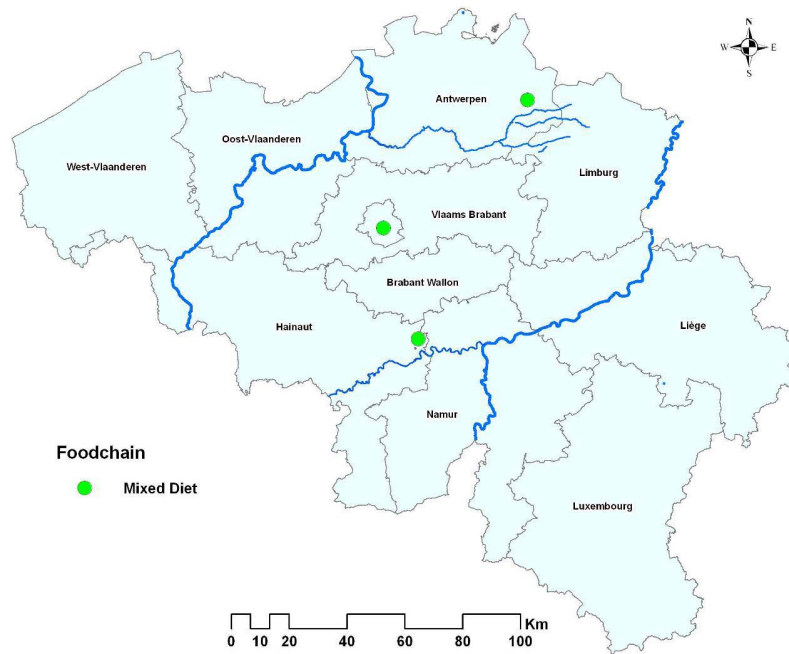 N
W E
S
Antwerpen
Oost-Vlaanderen
West-Vlaanderen
Limburg
Vlaams Brabant
Brabant Wallon
Hainaut
Liège
Namur
Foodchain
Mixed Diet
Luxembourg
Km
0 10 20 40 60 80 100